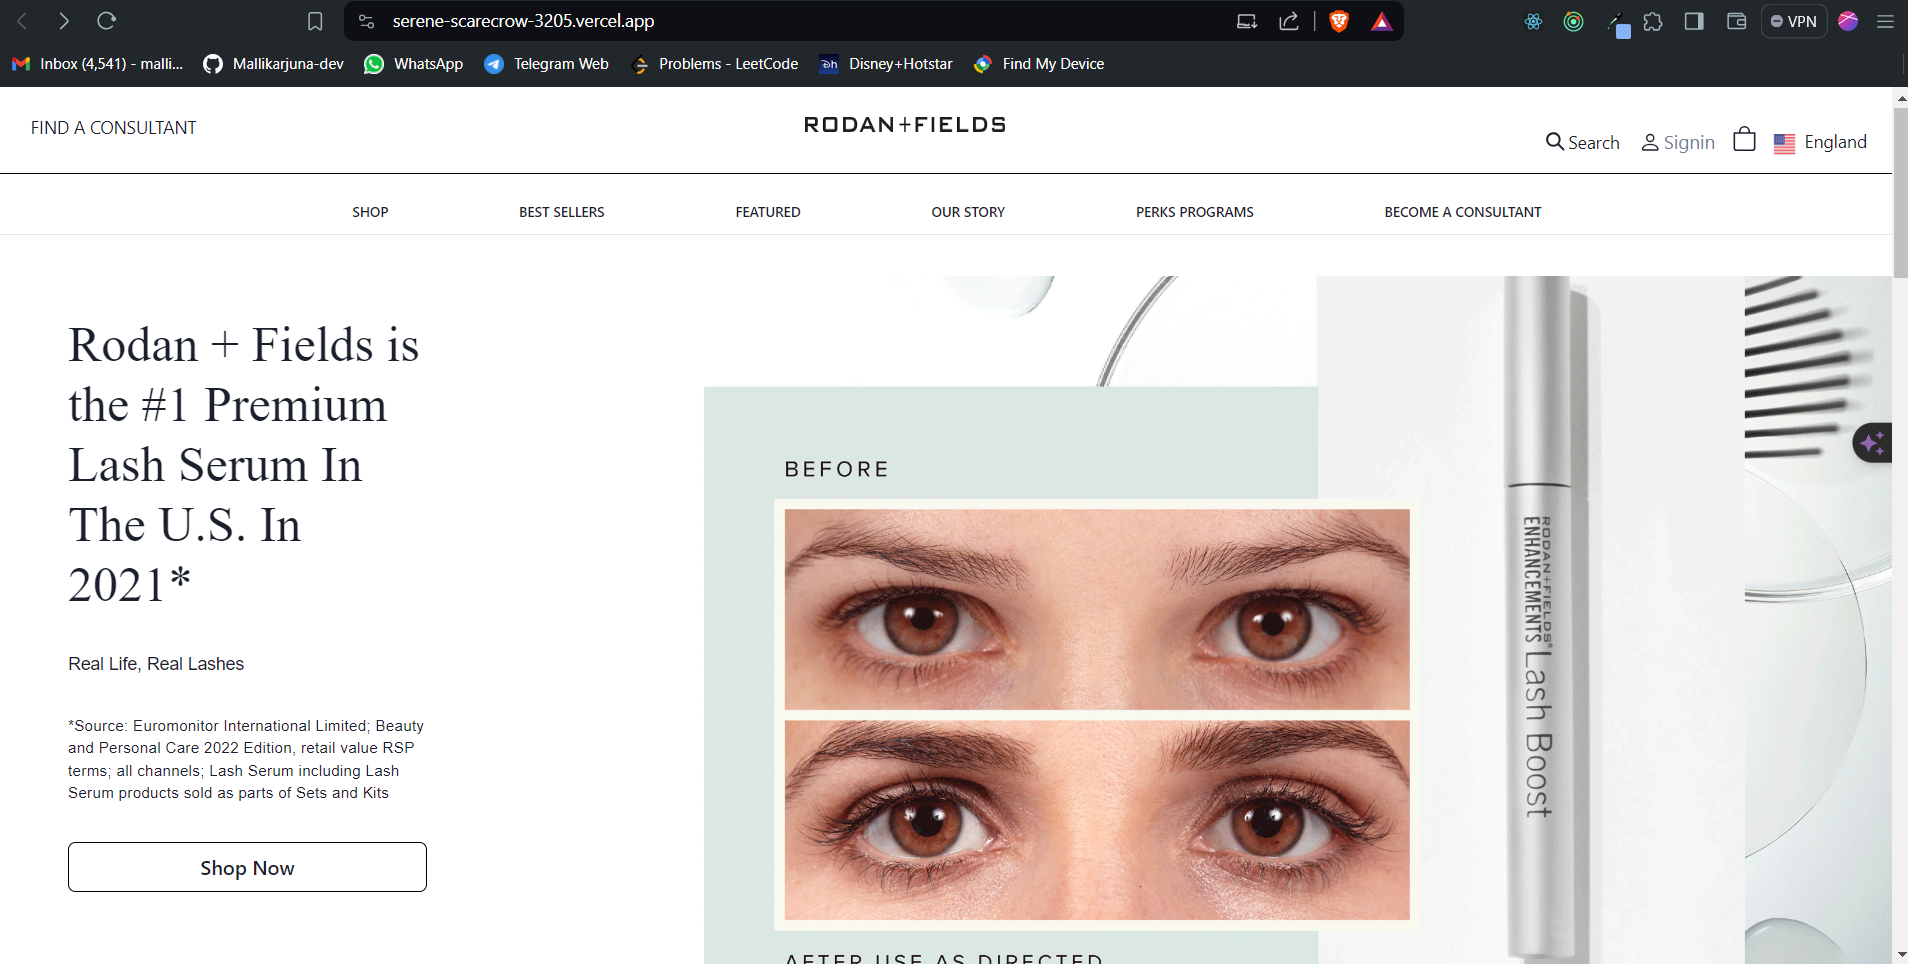 serene-scarecrow-3205.vercel.app
VPN
Inbox (4,541) - malli...
Mallikarjuna-dev
WhatsApp
Telegram Web
Problems - LeetCode
Disney+Hotstar
Find My Device
FIND A CONSULTANT
RODAN+FIELDS
Search
Signin
England
SHOP
BEST SELLERS
FEATURED
OUR STORY
PERKS PROGRAMS
BECOME A CONSULTANT
Rodan + Fields is
the #1 Premium
Lash Serum In
The U.S. In
2021*
Real Life, Real Lashes
*Source: Euromonitor International Limited; Beauty
and Personal Care 2022 Edition, retail value RSP
terms; all channels; Lash Serum including Lash
Serum products sold as parts of Sets and Kits
Shop Now
BEFORE
RODAN+FIELDS®
ENHANCEMENTS
Lash Boost
AFTER USE AS DIRECTED